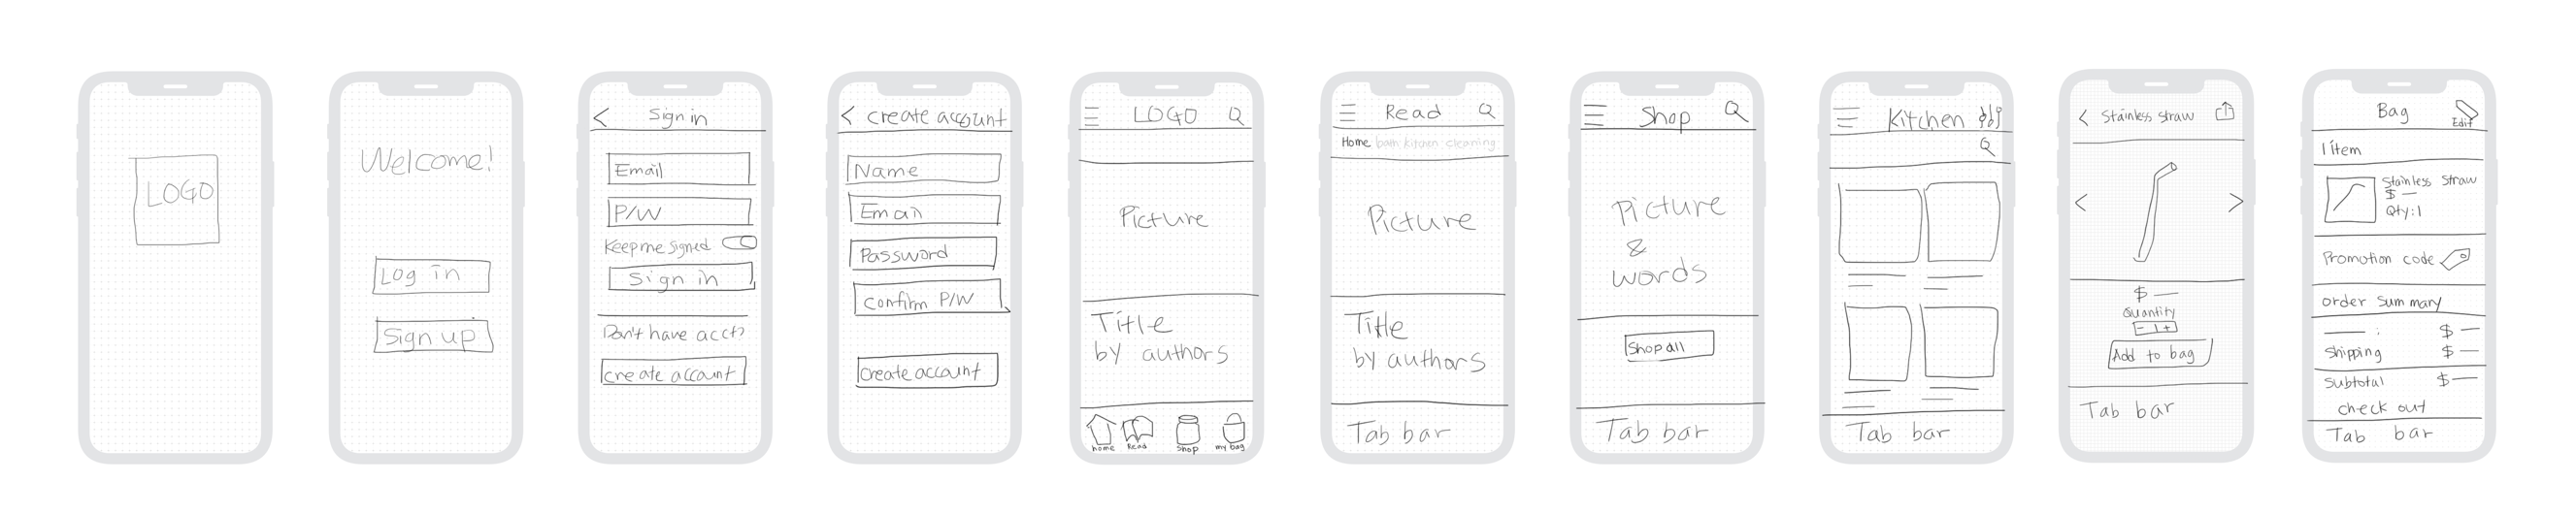 LOGO
Welcome!
Log in
Sign up
Sign in
Email
P/W
Keep me signed
Sign in
Don't have acct?
create account
create account
Name
Email
Password
Confirm P/W
Create account
LOGO
Picture
Title
by authors
home Read Shop my bag
Read
Home bam kitchen cleaning
Picture
Title
by authors
Tab bar
Shop
Picture
&
words
Shop all
Tab bar
Kitchen
Tab bar
Stainless straw
$ —
Quantity
- 1 +
Add to bag
Tab bar
Bag
Edit
1 item
Stainless Straw
$ —
Qty: 1
Promotion code
order summary
— : $ —
Shipping $ —
Subtotal $ —
check out
Tab bar